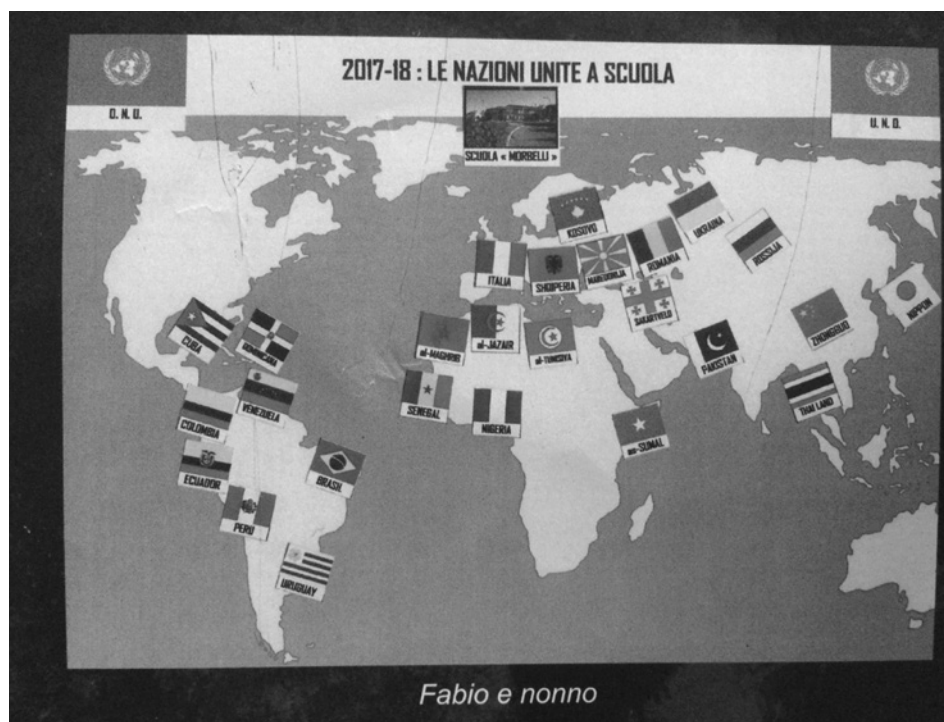 2017-18 : LE NAZIONI UNITE A SCUOLA
O. N. U.
U. N. O.
SCUOLA « MORBELLI »
KOSOVO
UKRAINA
ROSSIJA
ITALIA
SHQIPERIA
MAKEDONIJA
ROMANIA
SAKARTVELO
NIPPON
CUBA
DOMINICANA
al-MAGHRIB
al-JAZAIR
al-TUNISIYA
PAKISTAN
ZHONGGUO
VENEZUELA
COLOMBIA
SENEGAL
NIGERIA
as-SUMAL
THAILAND
ECUADOR
BRASIL
PERU
URUGUAY
Fabio e nonno